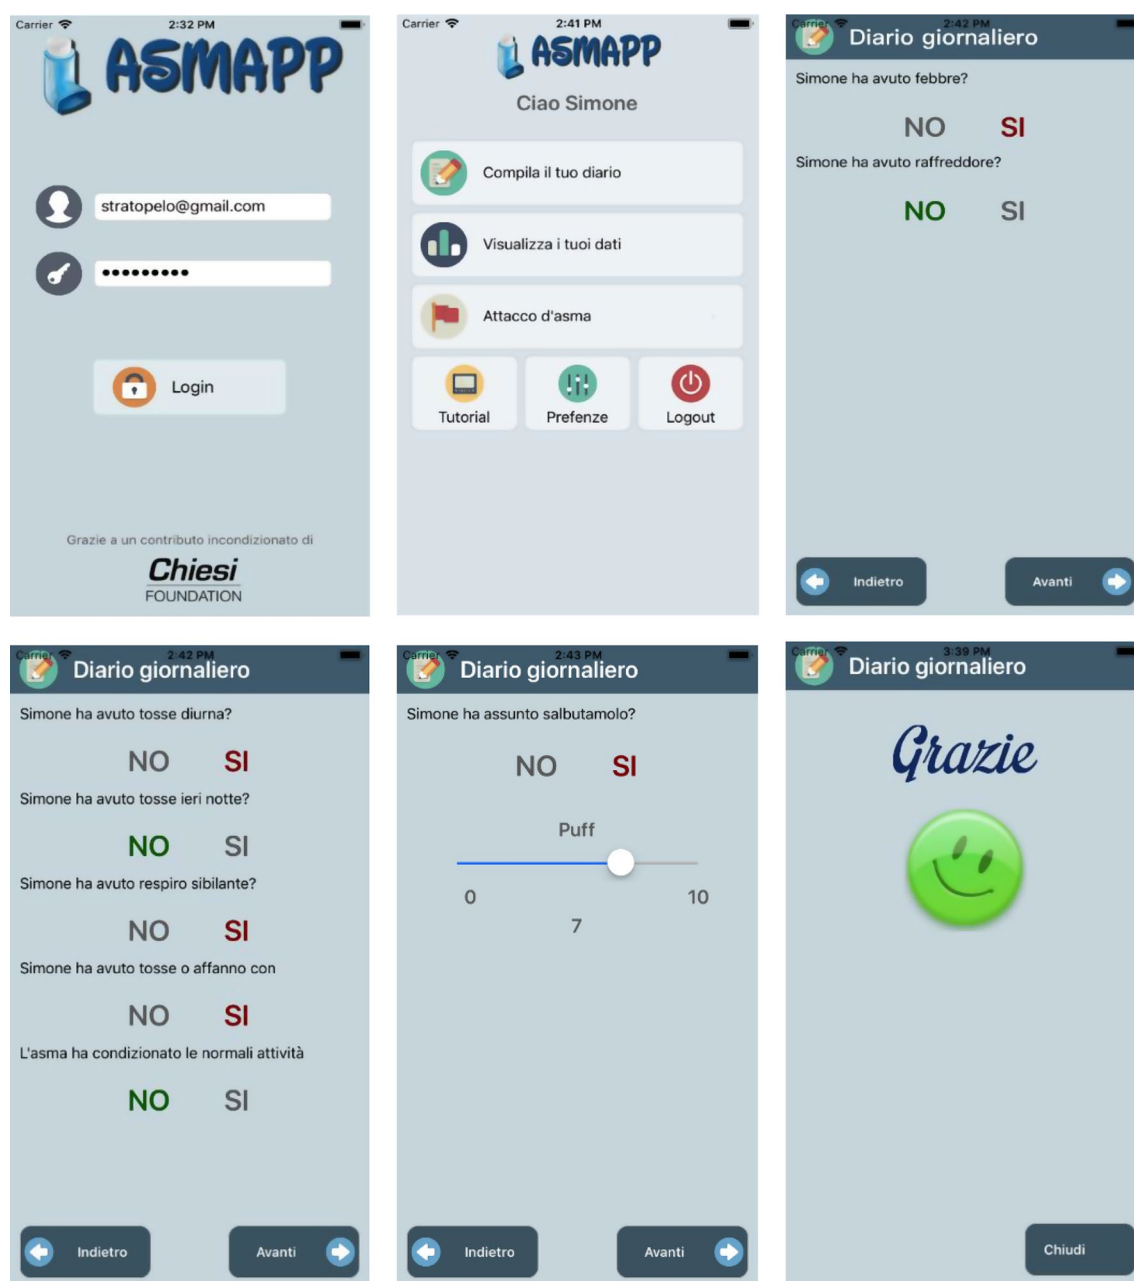 Carrier 2:32 PM
ASMAPP
stratopelo@gmail.com
•••••••••
Login
Grazie a un contributo incondizionato di
Chiesi
FOUNDATION
Carrier 2:41 PM
ASMAPP
Ciao Simone
Compila il tuo diario
Visualizza i tuoi dati
Attacco d'asma
Tutorial Prefenze Logout
Carrier 2:42 PM
Diario giornaliero
Simone ha avuto febbre?
NO SI
Simone ha avuto raffreddore?
NO SI
Indietro Avanti
Carrier 2:42 PM
Diario giornaliero
Simone ha avuto tosse diurna?
NO SI
Simone ha avuto tosse ieri notte?
NO SI
Simone ha avuto respiro sibilante?
NO SI
Simone ha avuto tosse o affanno con
NO SI
L'asma ha condizionato le normali attività
NO SI
Indietro Avanti
Carrier 2:43 PM
Diario giornaliero
Simone ha assunto salbutamolo?
NO SI
Puff
0 10
7
Indietro Avanti
Carrier 3:39 PM
Diario giornaliero
Grazie
Chiudi